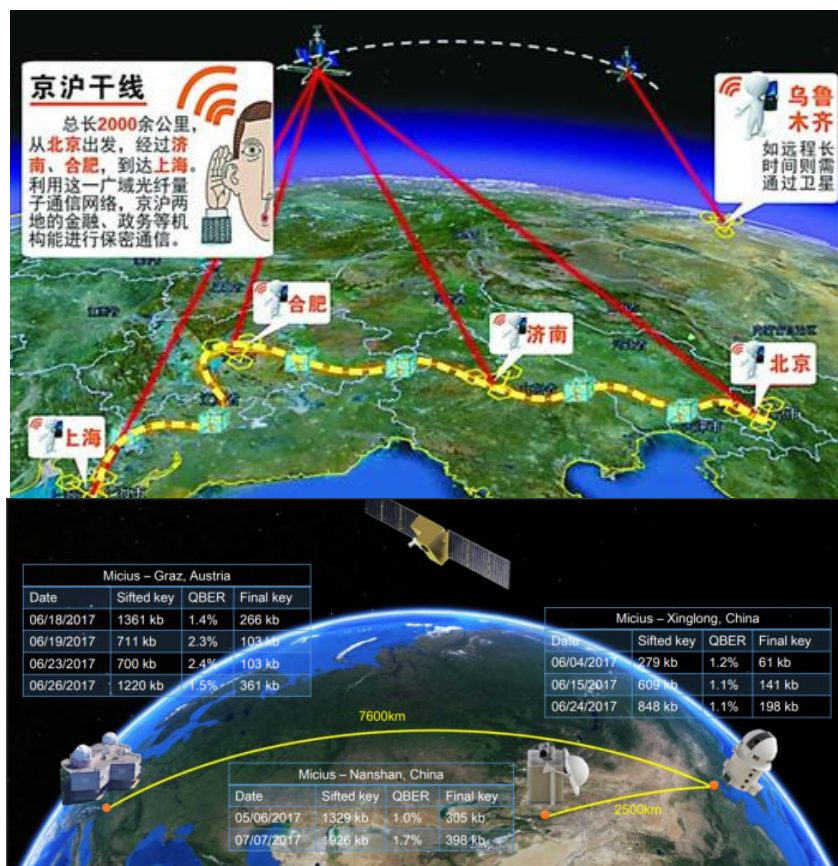 京沪干线
总长2000余公里，
从北京出发，经过济
南、合肥，到达上海。
利用这一广域光纤量
子通信网络，京沪两
地的金融、政务等机
构能进行保密通信。
乌鲁
木齐
如远程长
时间则需
通过卫星
合肥
济南
北京
上海
Micius – Graz, Austria
Date Sifted key QBER Final key
06/18/2017 1361 kb 1.4% 266 kb
06/19/2017 711 kb 2.3% 103 kb
06/23/2017 700 kb 2.4% 103 kb
06/26/2017 1220 kb 1.5% 361 kb
Micius – Xinglong, China
Date Sifted key QBER Final key
06/04/2017 279 kb 1.2% 61 kb
06/15/2017 609 kb 1.1% 141 kb
06/24/2017 848 kb 1.1% 198 kb
7600km
Micius – Nanshan, China
Date Sifted key QBER Final key
05/06/2017 1329 kb 1.0% 305 kb
07/07/2017 1926 kb 1.7% 398 kb
2500km